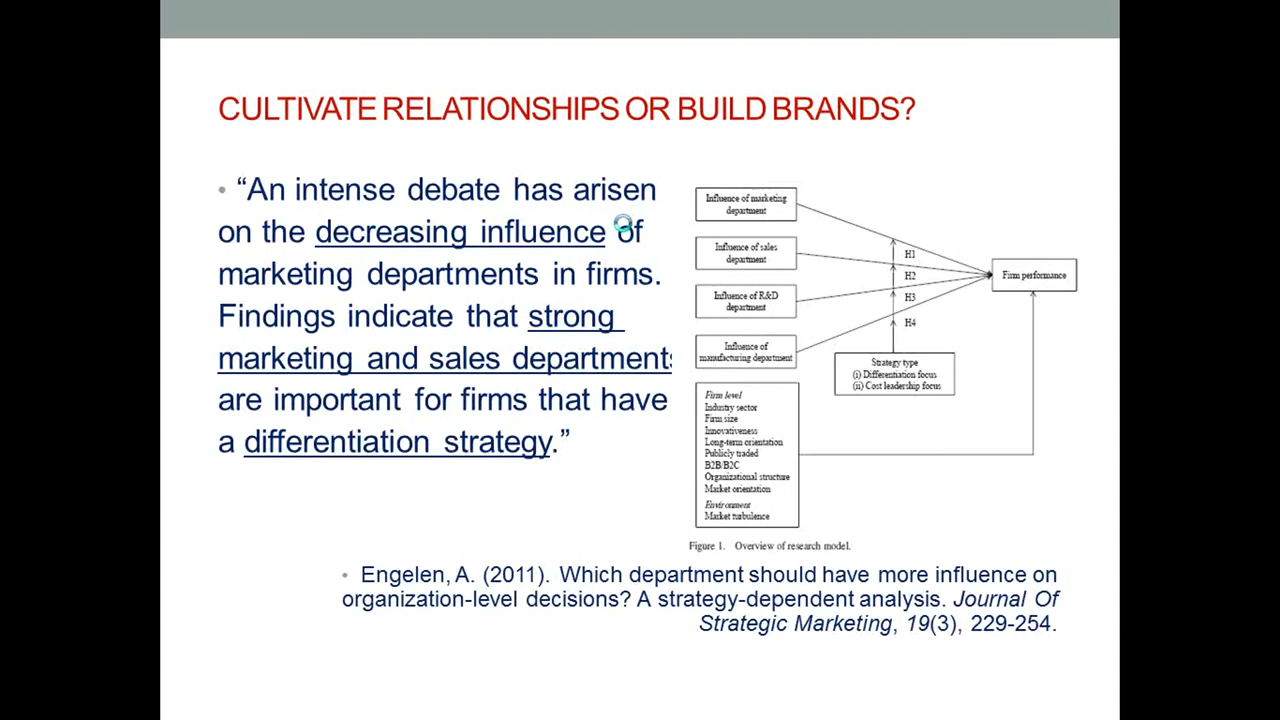 CULTIVATE RELATIONSHIPS OR BUILD BRANDS?
• “An intense debate has arisen
on the decreasing influence of
marketing departments in firms.
Findings indicate that strong
marketing and sales departments
are important for firms that have
a differentiation strategy.”
Influence of marketing
department
Influence of sales
department
Influence of R&D
department
Influence of
manufacturing department
H1
H2
H3
H4
Firm performance
Strategy type
(i) Differentiation focus
(ii) Cost leadership focus
Firm level
Industry sector
Firm size
Innovativeness
Long-term orientation
Publicly traded
B2B/B2C
Organizational structure
Market orientation
Environment
Market turbulence
Figure 1. Overview of research model.
• Engelen, A. (2011). Which department should have more influence on
organization-level decisions? A strategy-dependent analysis. Journal Of
Strategic Marketing, 19(3), 229-254.